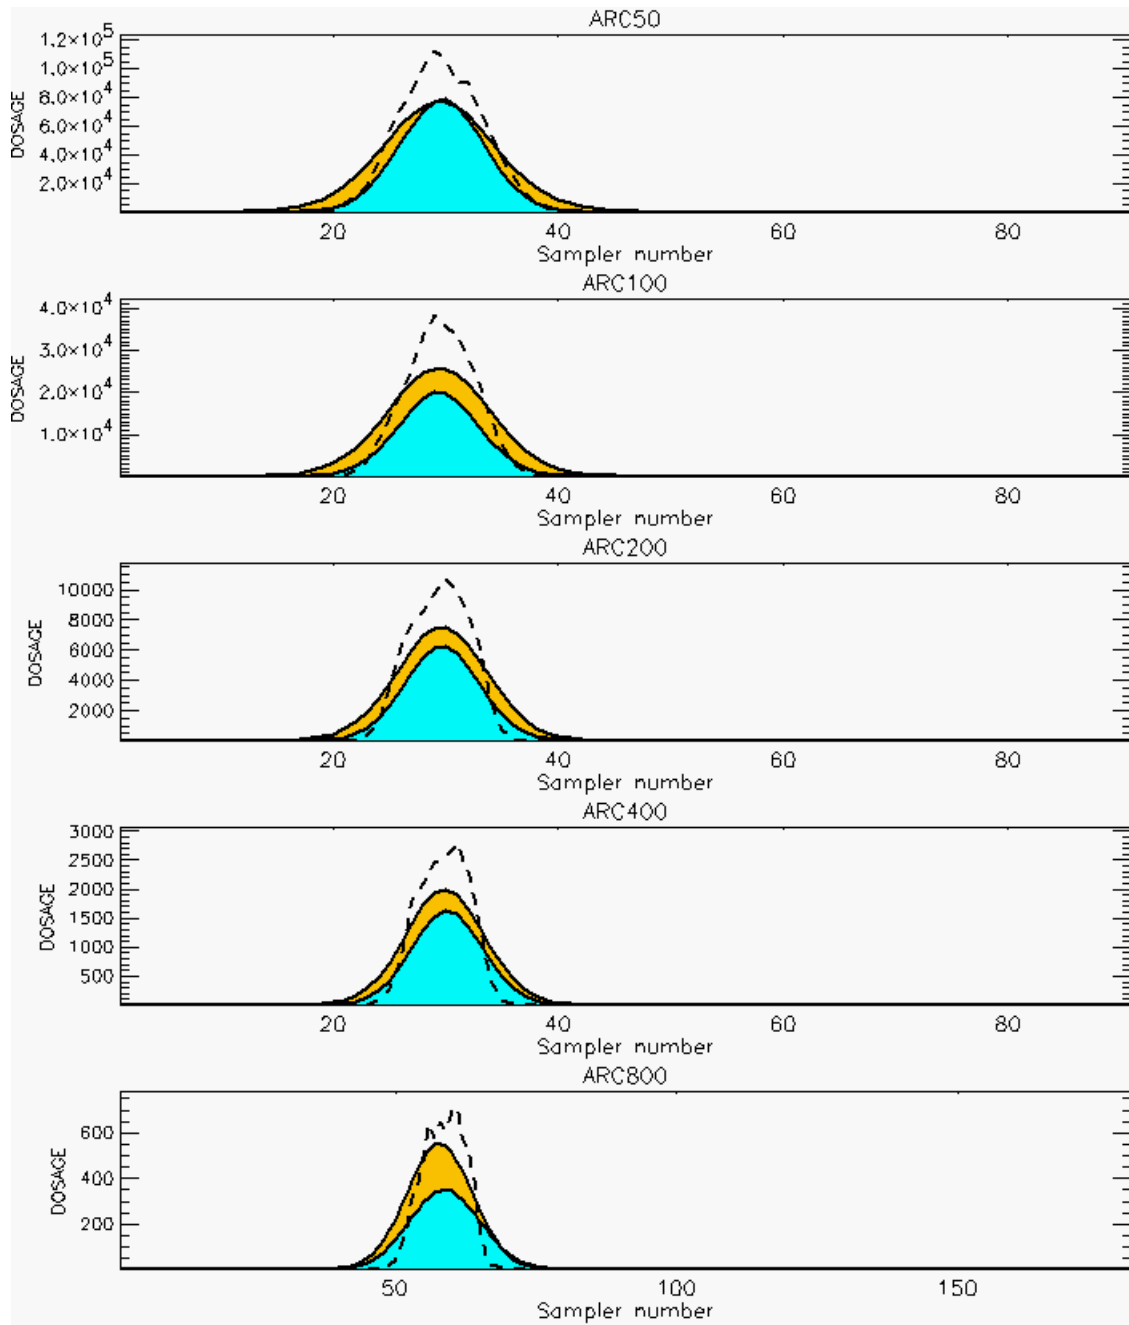 ARC50
1.2×10^5
1.0×10^5
8.0×10^4
6.0×10^4
4.0×10^4
2.0×10^4
DOSAGE
20 40 60 80
Sampler number
ARC100
4.0×10^4
3.0×10^4
2.0×10^4
1.0×10^4
DOSAGE
20 40 60 80
Sampler number
ARC200
10000
8000
6000
4000
2000
DOSAGE
20 40 60 80
Sampler number
ARC400
3000
2500
2000
1500
1000
500
DOSAGE
20 40 60 80
Sampler number
ARC800
600
400
200
DOSAGE
50 100 150
Sampler number